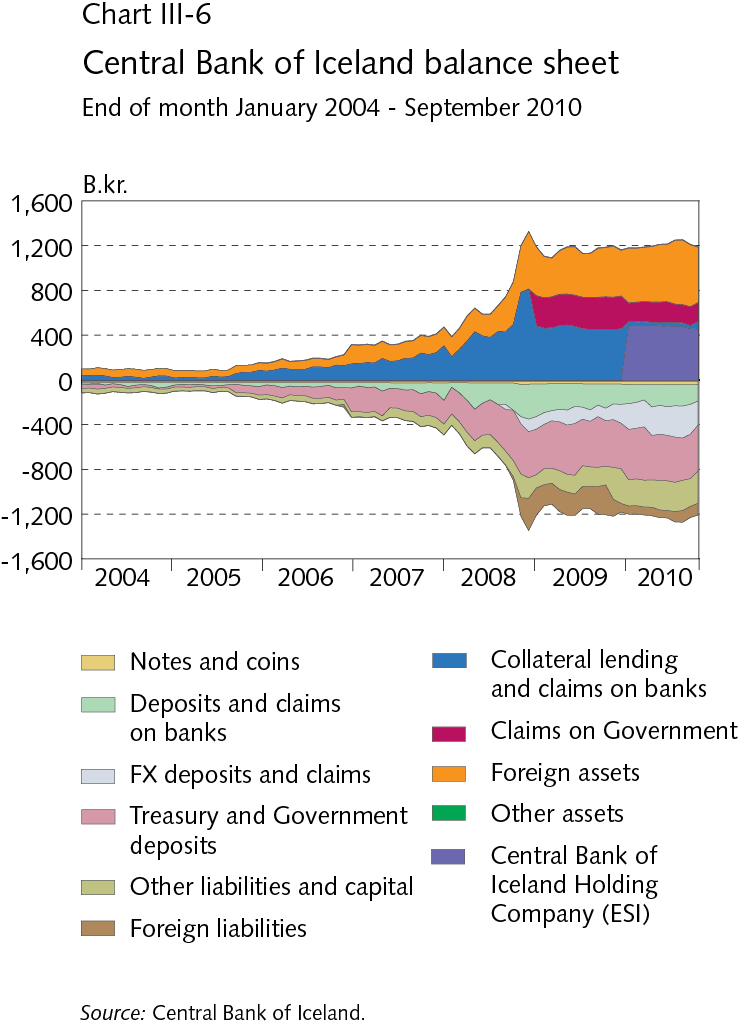 Chart III-6
Central Bank of Iceland balance sheet
End of month January 2004 - September 2010
B.kr.
1,600
1,200
800
400
0
-400
-800
-1,200
-1,600
2004 2005 2006 2007 2008 2009 2010
Notes and coins
Deposits and claims
on banks
FX deposits and claims
Treasury and Government
deposits
Other liabilities and capital
Foreign liabilities
Collateral lending
and claims on banks
Claims on Government
Foreign assets
Other assets
Central Bank of
Iceland Holding
Company (ESI)
Source: Central Bank of Iceland.